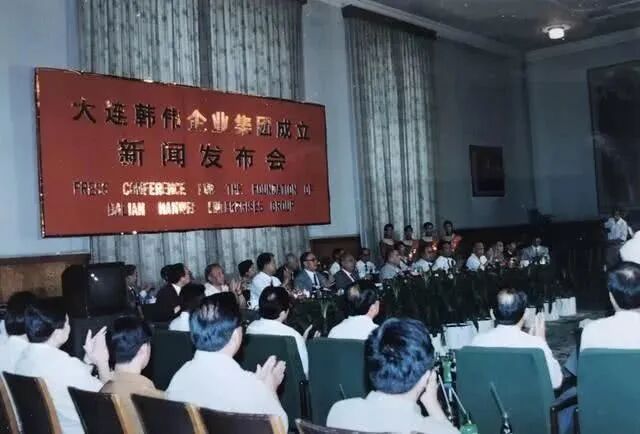 大连韩伟企业集团成立
新闻发布会
PRESS CONFERENCE FOR THE FOUNDATION OF
DALIAN HANWEI ENTERPRISES GROUP